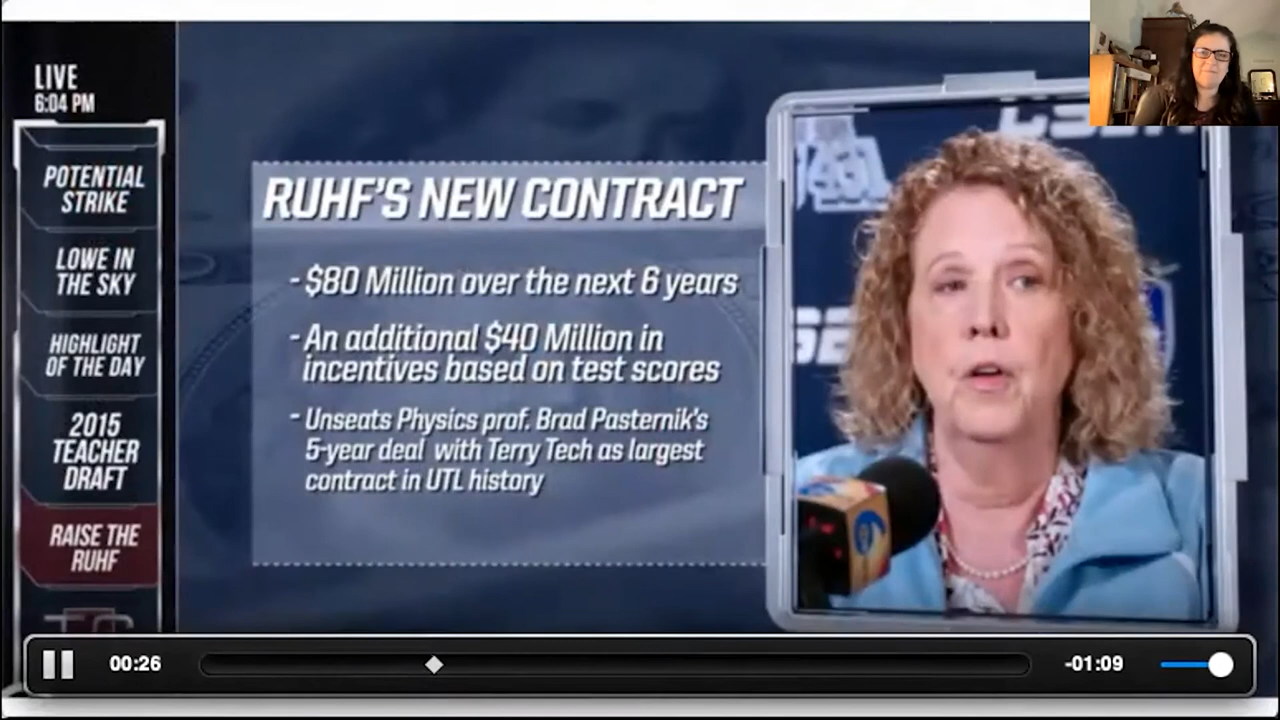 LIVE
6:04 PM
POTENTIAL
STRIKE
LOWE IN
THE SKY
HIGHLIGHT
OF THE DAY
2015
TEACHER
DRAFT
RAISE THE
RUHF
RUHF'S NEW CONTRACT
- $80 Million over the next 6 years
- An additional $40 Million in
incentives based on test scores
- Unseats Physics prof. Brad Pasternik's
5-year deal with Terry Tech as largest
contract in UTL history
00:26
-01:09